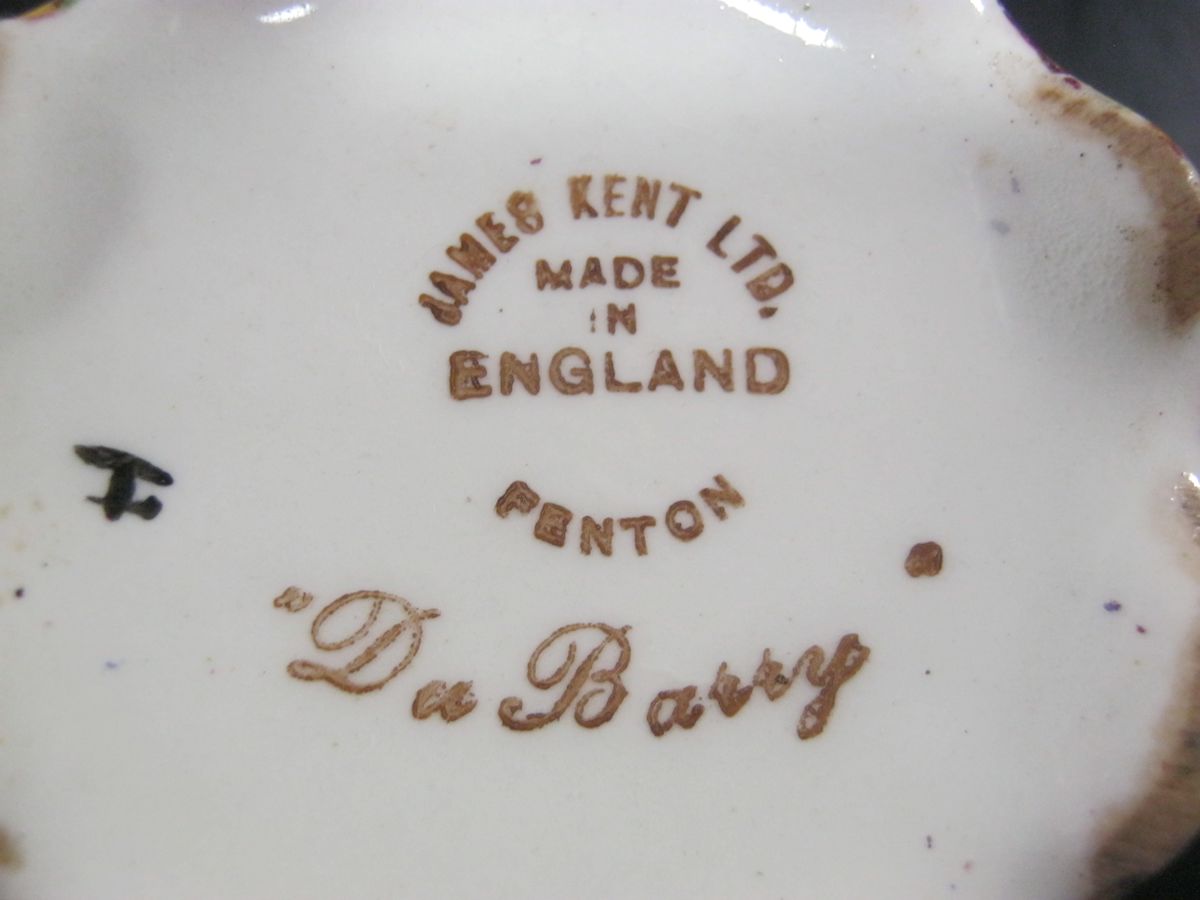 JAMES KENT LTD.
MADE
IN
ENGLAND
FENTON
"Du Barry